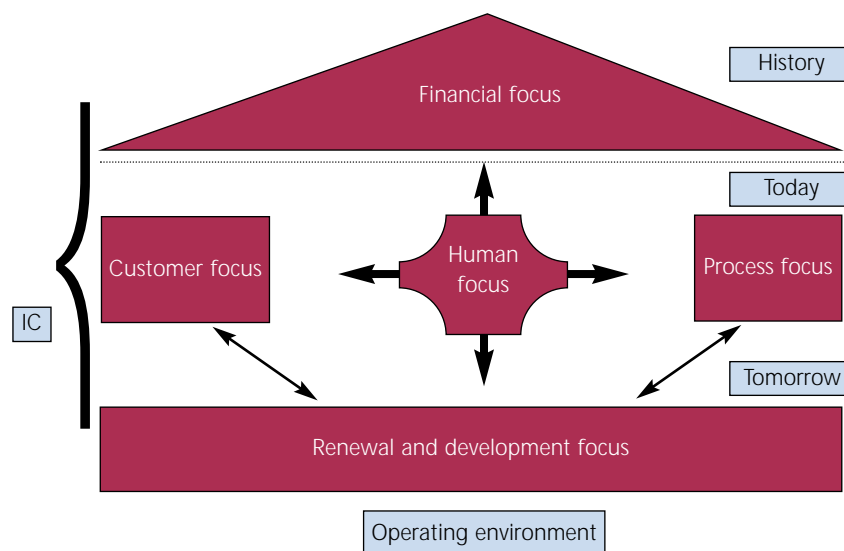 History
Financial focus
Today
Customer focus
Human
focus
Process focus
IC
Tomorrow
Renewal and development focus
Operating environment